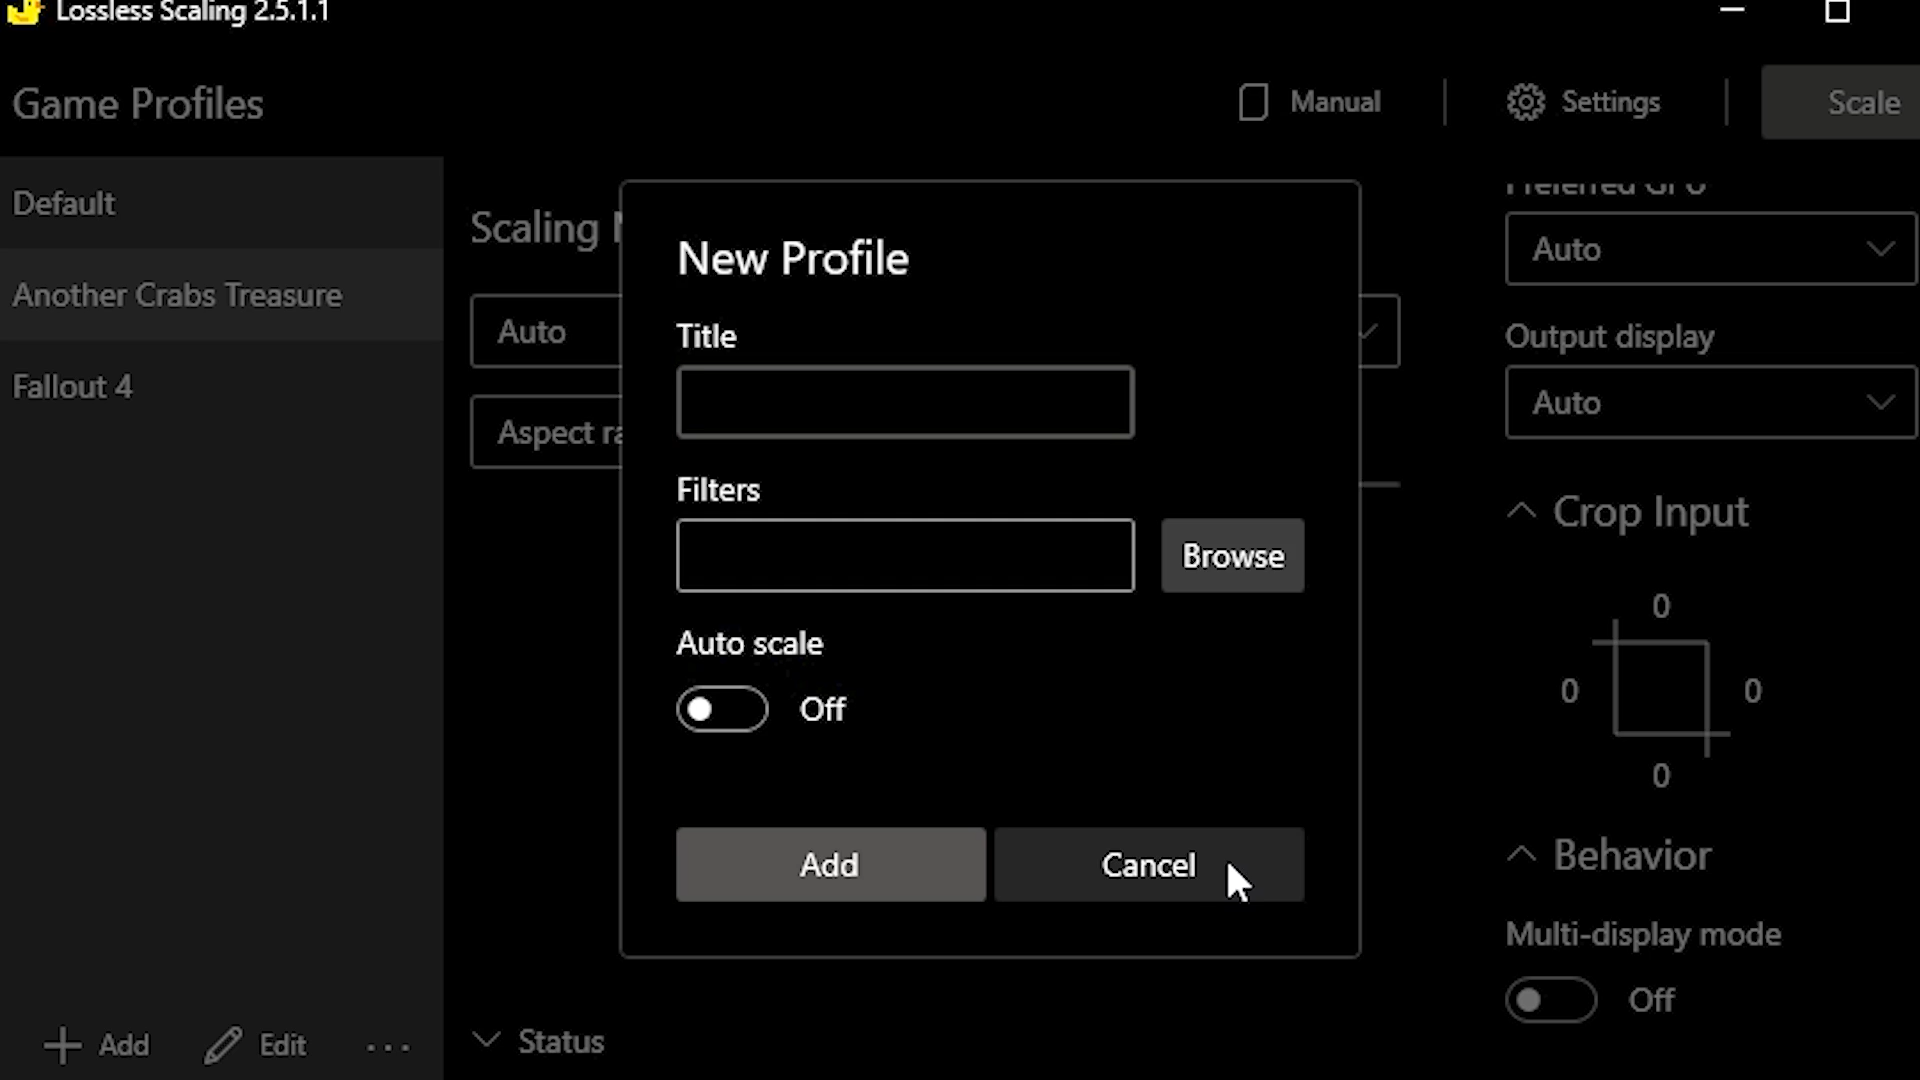 Lossless Scaling 2.5.1.1
Game Profiles
Manual
Settings
Scale
Default
Another Crabs Treasure
Fallout 4
Add
Edit
Scaling
Auto
Aspect
Status
New Profile
Title
Filters
Browse
Auto scale
Off
Add
Cancel
Auto
Output display
Auto
Crop Input
0
0
0
0
Behavior
Multi-display mode
Off